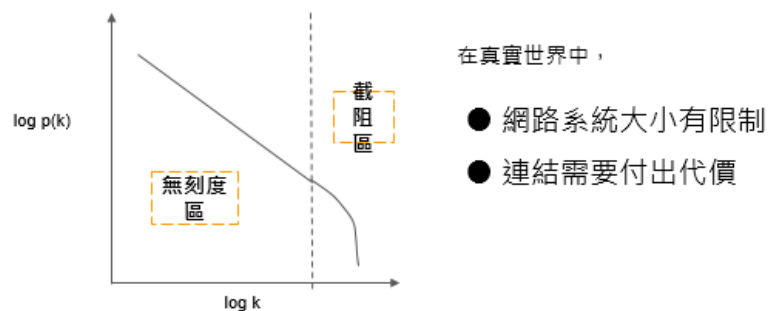 log p(k)
截
阻
區
無刻度
區
log k
在真實世界中，
● 網路系統大小有限制
● 連結需要付出代價